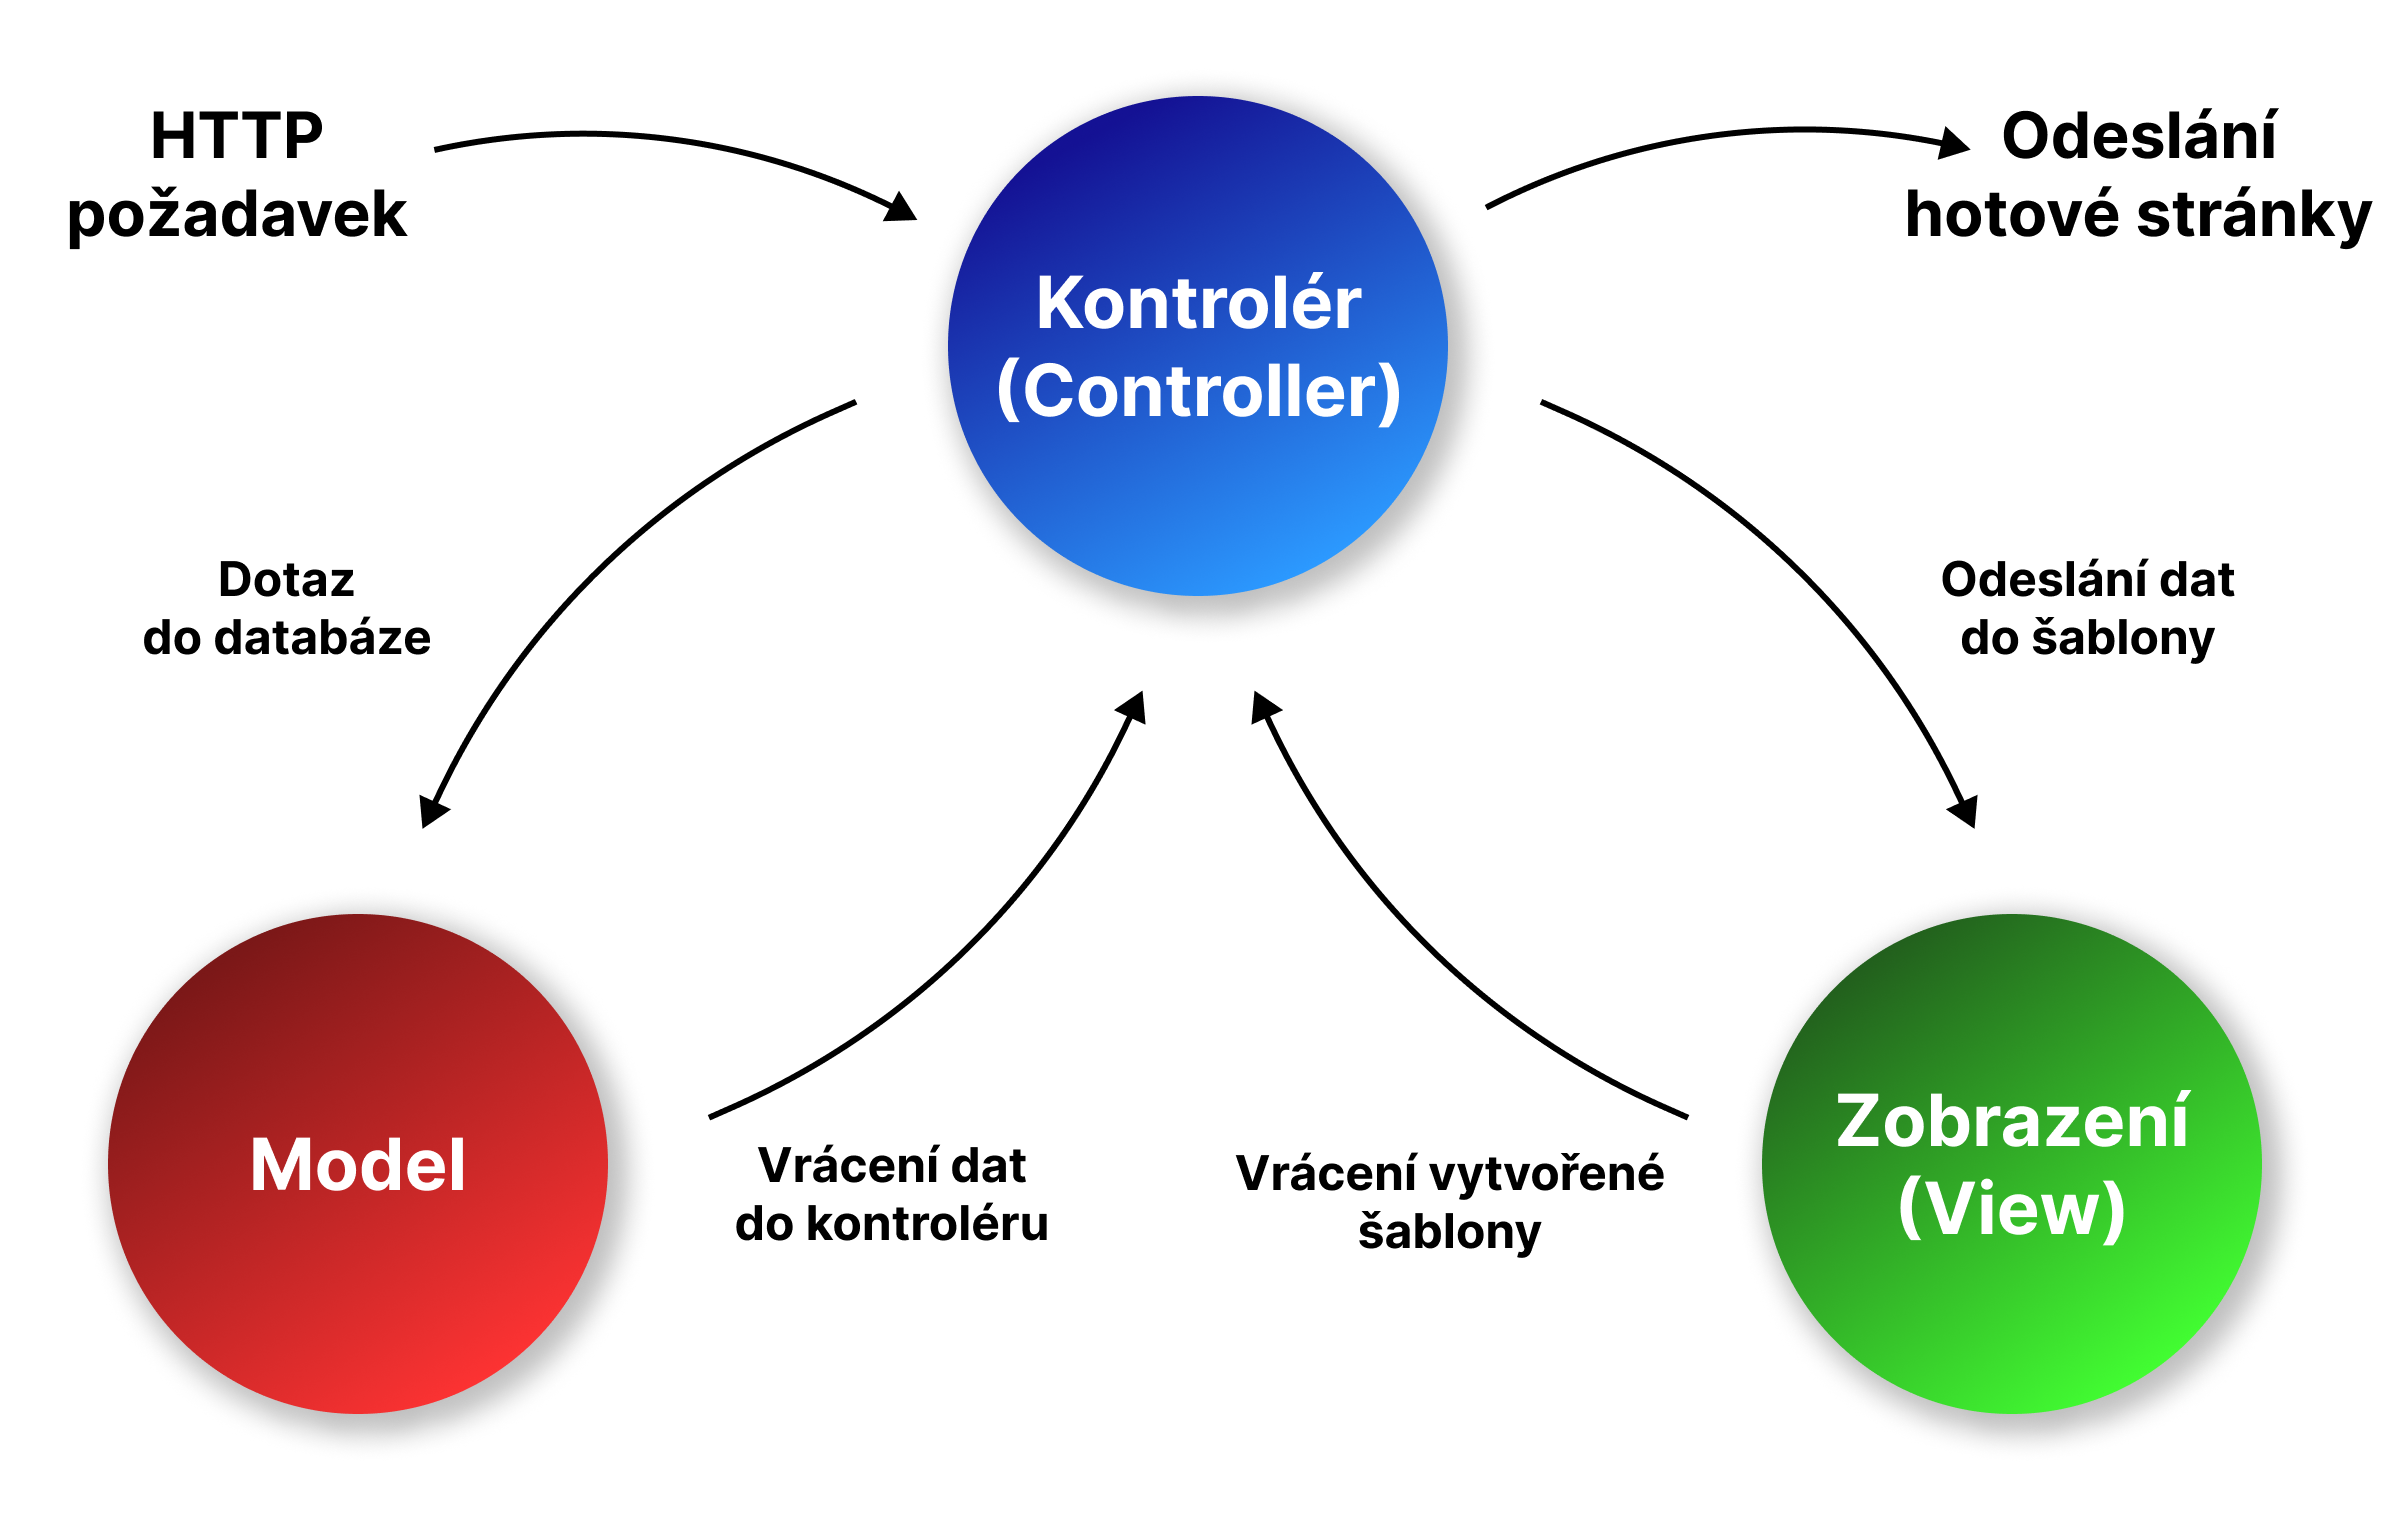 HTTP
požadavek
Odeslání
hotové stránky
Kontrolér
(Controller)
Dotaz
do databáze
Odeslání dat
do šablony
Model
Vrácení dat
do kontroléru
Vrácení vytvořené
šablony
Zobrazení
(View)